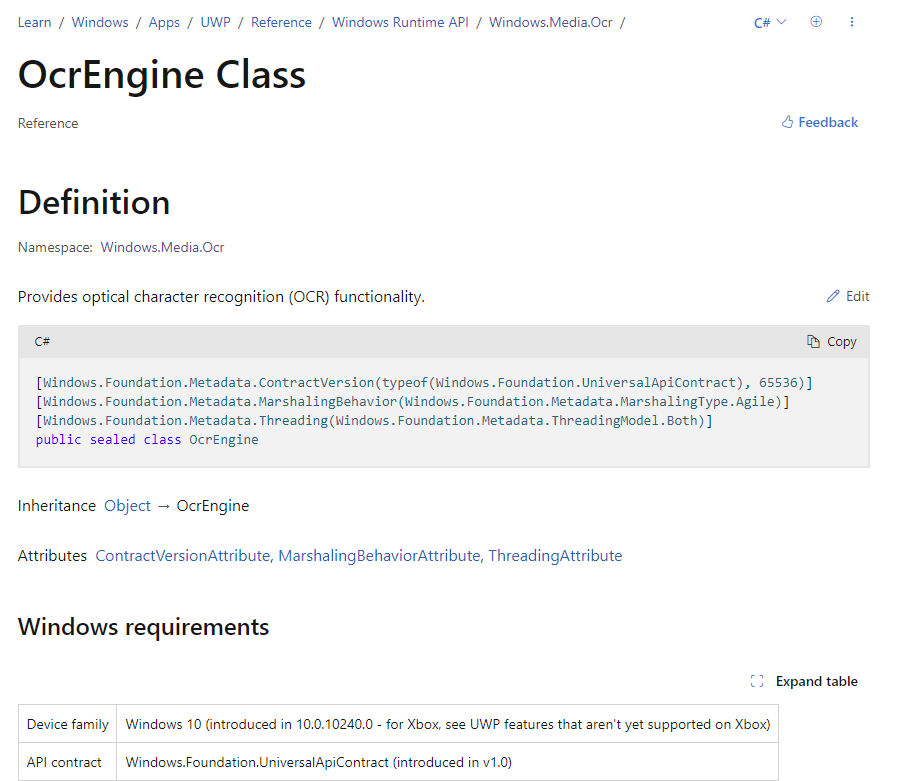 Learn / Windows / Apps / UWP / Reference / Windows Runtime API / Windows.Media.Ocr / C#
OcrEngine Class
Reference
Feedback
Definition
Namespace: Windows.Media.Ocr
Provides optical character recognition (OCR) functionality. Edit
C# Copy
[Windows.Foundation.Metadata.ContractVersion(typeof(Windows.Foundation.UniversalApiContract), 65536)]
[Windows.Foundation.Metadata.MarshalingBehavior(Windows.Foundation.Metadata.MarshalingType.Agile)]
[Windows.Foundation.Metadata.Threading(Windows.Foundation.Metadata.ThreadingModel.Both)]
public sealed class OcrEngine
Inheritance Object → OcrEngine
Attributes ContractVersionAttribute, MarshalingBehaviorAttribute, ThreadingAttribute
Windows requirements
Expand table
Device family Windows 10 (introduced in 10.0.10240.0 - for Xbox, see UWP features that aren't yet supported on Xbox)
API contract Windows.Foundation.UniversalApiContract (introduced in v1.0)